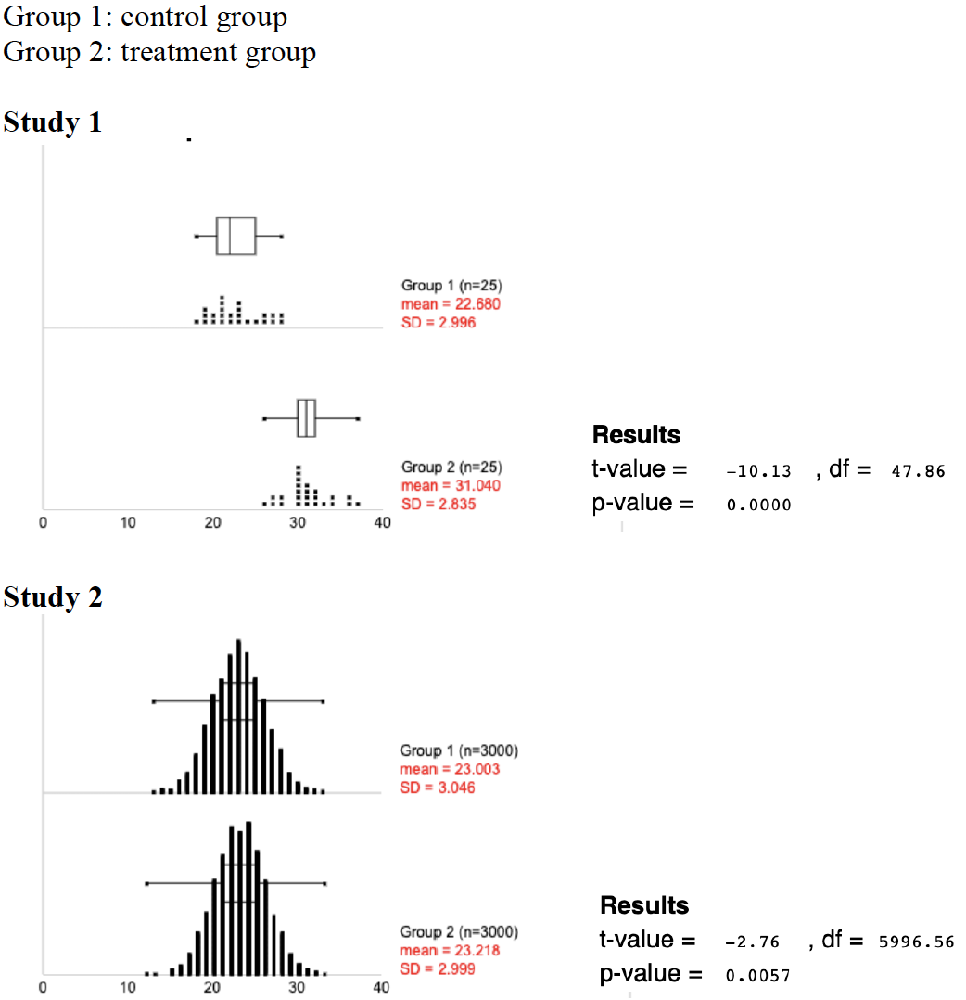 Group 1: control group
Group 2: treatment group
Study 1
Group 1 (n=25)
mean = 22.680
SD = 2.996
Group 2 (n=25)
mean = 31.040
SD = 2.835
0 10 20 30 40
Results
t-value = -10.13 , df = 47.86
p-value = 0.0000
Study 2
Group 1 (n=3000)
mean = 23.003
SD = 3.046
Group 2 (n=3000)
mean = 23.218
SD = 2.999
0 10 20 30 40
Results
t-value = -2.76 , df = 5996.56
p-value = 0.0057